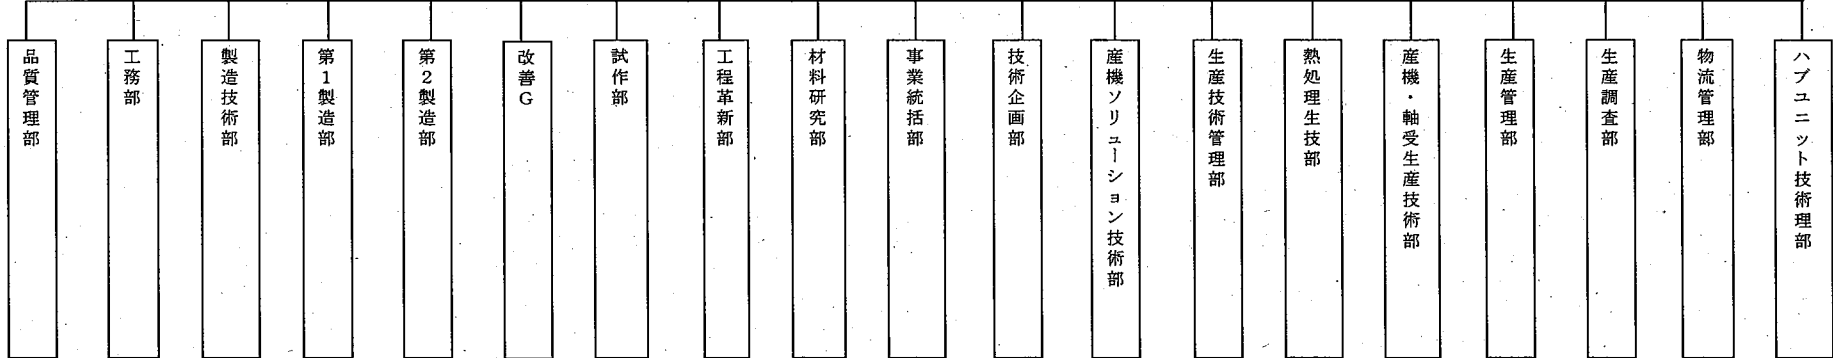 品質管理部
工務部
製造技術部
第1製造部
第2製造部
改善G
試作部
工程革新部
材料研究部
事業統括部
技術企画部
産機ソリューション技術部
生産技術管理部
熱処理生技部
産機・軸受生産技術部
生産管理部
生産調査部
物流管理部
ハブユニット技術理部